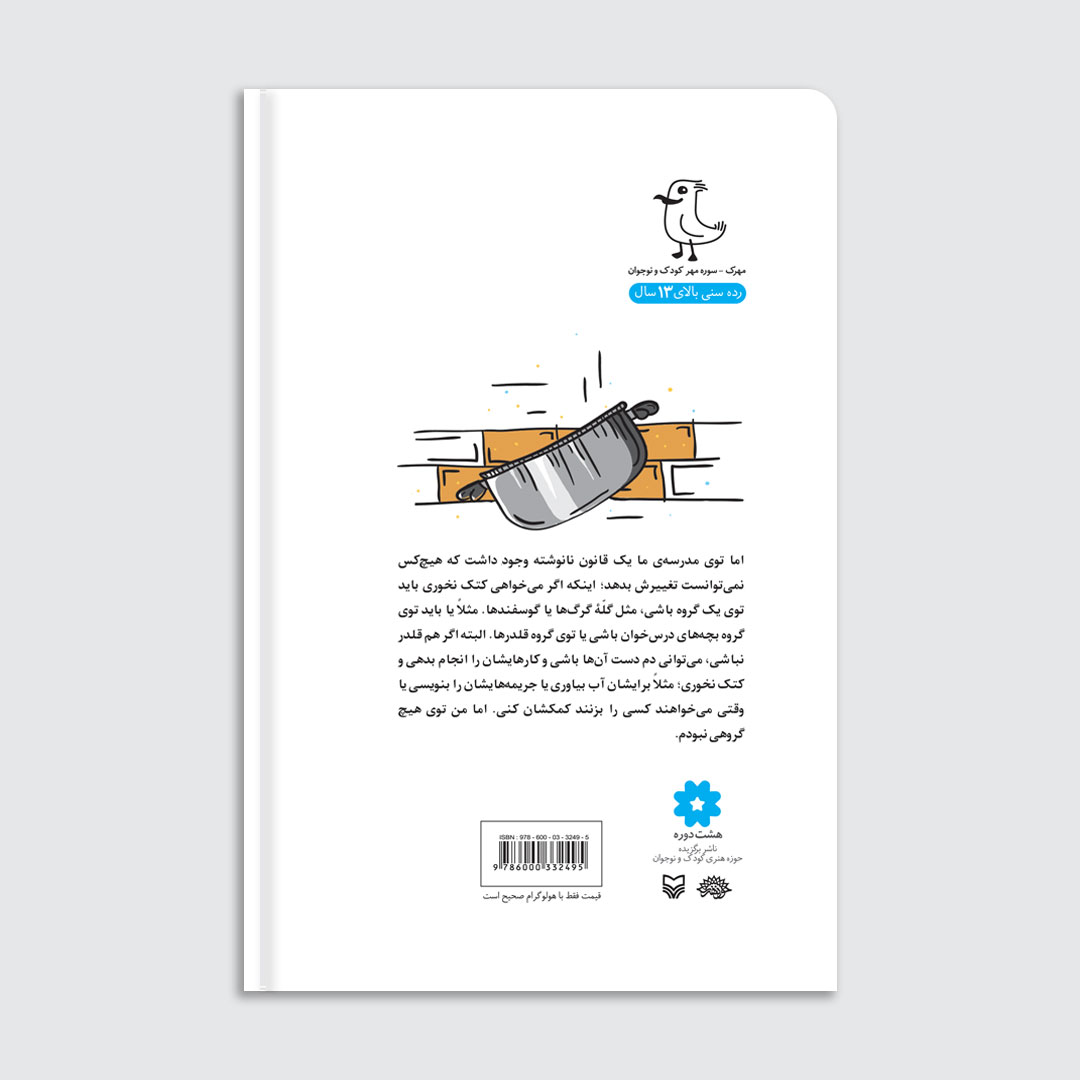 مهرک - سوره مهر کودک و نوجوان
رده سنی بالای ۱۳ سال
اما توی مدرسه‌ی ما یک قانون نانوشته وجود داشت که هیچ‌کس
نمی‌توانست تغییرش بدهد؛ اینکه اگر می‌خواهی کتک نخوری باید
توی یک گروه باشی، مثل گلّهٔ گرگ‌ها یا گوسفندها. مثلاً یا باید توی
گروه بچه‌های درس‌خوان باشی یا توی گروه قلدرها. البته اگر هم قلدر
نباشی، می‌توانی دم دست آن‌ها باشی و کارهایشان را انجام بدهی و
کتک نخوری؛ مثلاً برایشان آب بیاوری یا جریمه‌هایشان را بنویسی یا
وقتی می‌خواهند کسی را بزنند کمکشان کنی. اما من توی هیچ
گروهی نبودم.
هشت دوره
ناشر برگزیده
حوزه هنری کودک و نوجوان
ISBN : 978 - 600 - 03 - 3249 - 5
9 786000 332495
قیمت فقط با هولوگرام صحیح است